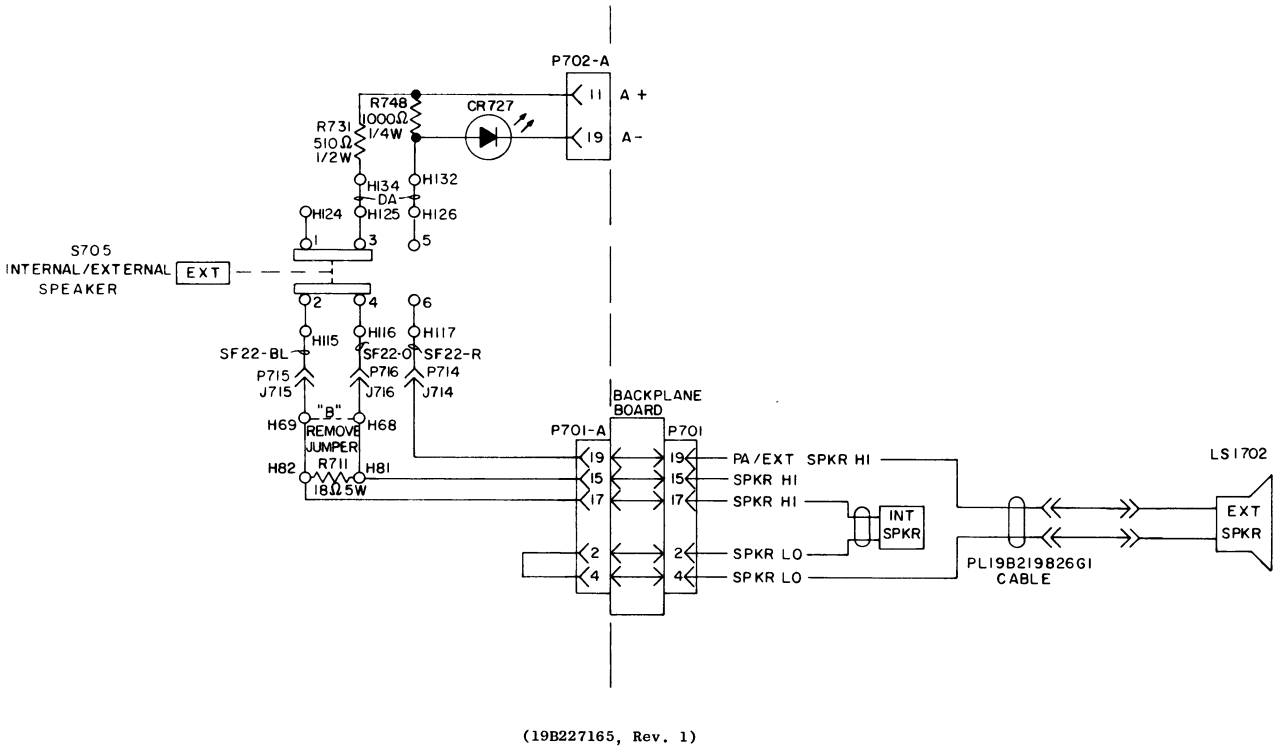 P702-A
11 A+
19 A-
R748
1000Ω
1/4W
CR727
R731
510Ω
1/2W
H134
H132
DA
H124
H125
H126
1
3
5
S705
INTERNAL/EXTERNAL
SPEAKER
EXT
2
4
6
H115
H116
H117
SF22-BL
SF22-O
SF22-R
P715
P716
P714
J715
J716
J714
"B"
H69
H68
REMOVE
JUMPER
H82
R711
H81
18Ω 5W
BACKPLANE
BOARD
P701-A
P701
19 19 PA/EXT SPKR HI
15 15 SPKR HI
17 17 SPKR HI
2 2 SPKR LO
4 4 SPKR LO
INT
SPKR
PL19B219826G1
CABLE
LS1702
EXT
SPKR
(19B227165, Rev. 1)